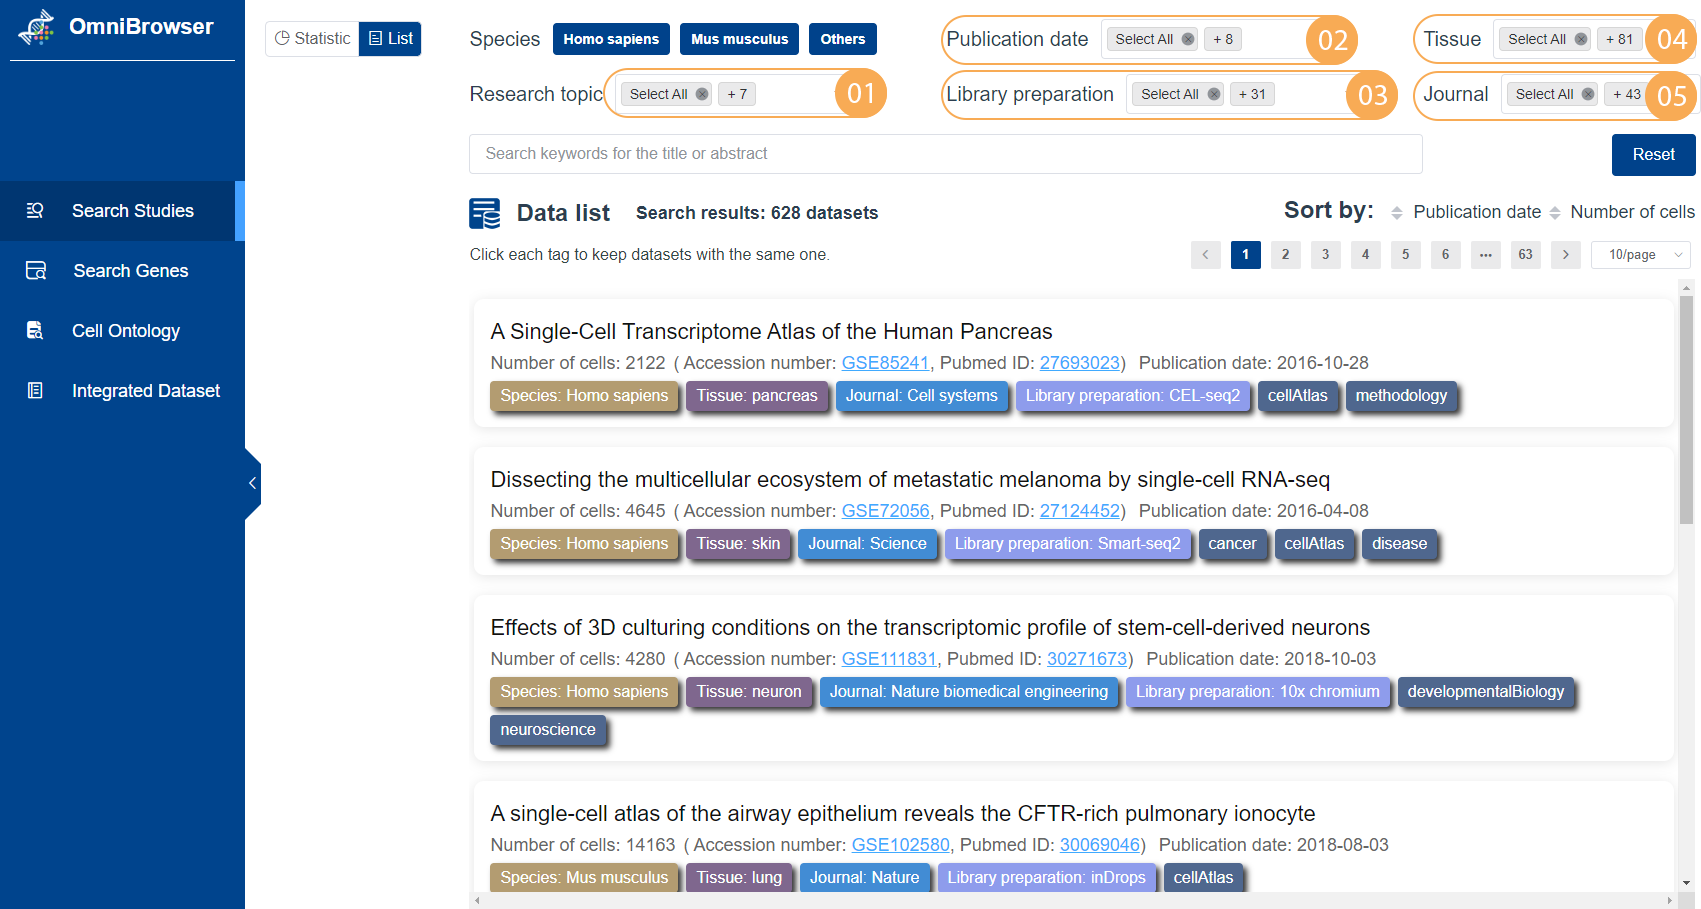 OmniBrowser
Search Studies
Search Genes
Cell Ontology
Integrated Dataset
Statistic List
Species Homo sapiens Mus musculus Others Publication date Select All + 8 02 Tissue Select All + 81 04
Research topic Select All + 7 01 Library preparation Select All + 31 03 Journal Select All + 43 05
Search keywords for the title or abstract Reset
Data list Search results: 628 datasets Sort by: Publication date Number of cells
Click each tag to keep datasets with the same one. < 1 2 3 4 5 6 ... 63 > 10/page
A Single-Cell Transcriptome Atlas of the Human Pancreas
Number of cells: 2122 ( Accession number: GSE85241, Pubmed ID: 27693023) Publication date: 2016-10-28
Species: Homo sapiens Tissue: pancreas Journal: Cell systems Library preparation: CEL-seq2 cellAtlas methodology
Dissecting the multicellular ecosystem of metastatic melanoma by single-cell RNA-seq
Number of cells: 4645 ( Accession number: GSE72056, Pubmed ID: 27124452) Publication date: 2016-04-08
Species: Homo sapiens Tissue: skin Journal: Science Library preparation: Smart-seq2 cancer cellAtlas disease
Effects of 3D culturing conditions on the transcriptomic profile of stem-cell-derived neurons
Number of cells: 4280 ( Accession number: GSE111831, Pubmed ID: 30271673) Publication date: 2018-10-03
Species: Homo sapiens Tissue: neuron Journal: Nature biomedical engineering Library preparation: 10x chromium developmentalBiology
neuroscience
A single-cell atlas of the airway epithelium reveals the CFTR-rich pulmonary ionocyte
Number of cells: 14163 ( Accession number: GSE102580, Pubmed ID: 30069046) Publication date: 2018-08-03
Species: Mus musculus Tissue: lung Journal: Nature Library preparation: inDrops cellAtlas